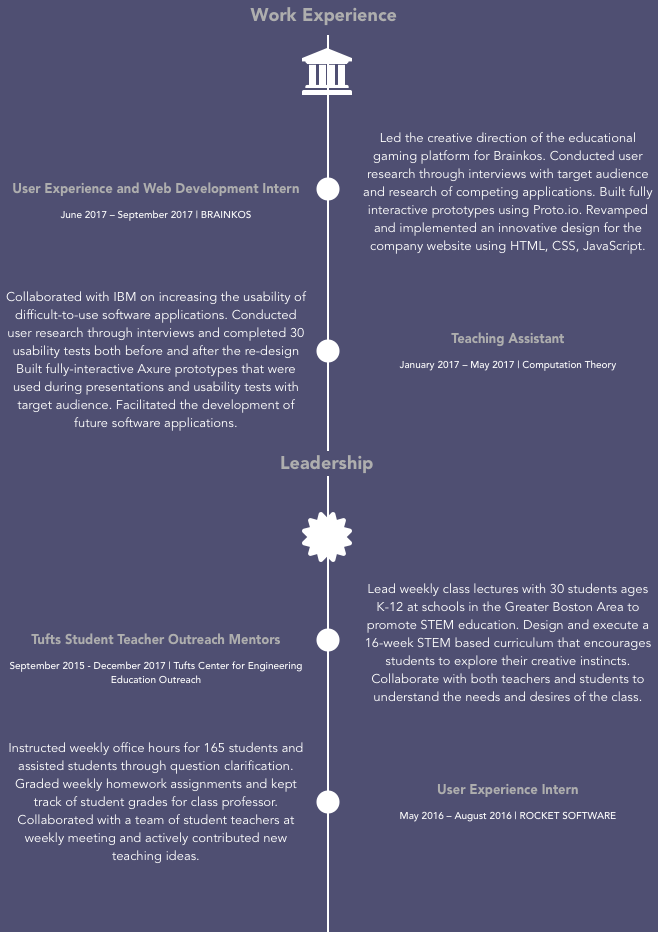 Work Experience
User Experience and Web Development Intern
June 2017 – September 2017 | BRAINKOS
Led the creative direction of the educational
gaming platform for Brainkos. Conducted user
research through interviews with target audience
and research of competing applications. Built fully
interactive prototypes using Proto.io. Revamped
and implemented an innovative design for the
company website using HTML, CSS, JavaScript.
Collaborated with IBM on increasing the usability of
difficult-to-use software applications. Conducted
user research through interviews and completed 30
usability tests both before and after the re-design
Built fully-interactive Axure prototypes that were
used during presentations and usability tests with
target audience. Facilitated the development of
future software applications.
Teaching Assistant
January 2017 – May 2017 | Computation Theory
Leadership
Tufts Student Teacher Outreach Mentors
September 2015 - December 2017 | Tufts Center for Engineering
Education Outreach
Lead weekly class lectures with 30 students ages
K-12 at schools in the Greater Boston Area to
promote STEM education. Design and execute a
16-week STEM based curriculum that encourages
students to explore their creative instincts.
Collaborate with both teachers and students to
understand the needs and desires of the class.
Instructed weekly office hours for 165 students and
assisted students through question clarification.
Graded weekly homework assignments and kept
track of student grades for class professor.
Collaborated with a team of student teachers at
weekly meeting and actively contributed new
teaching ideas.
User Experience Intern
May 2016 – August 2016 | ROCKET SOFTWARE